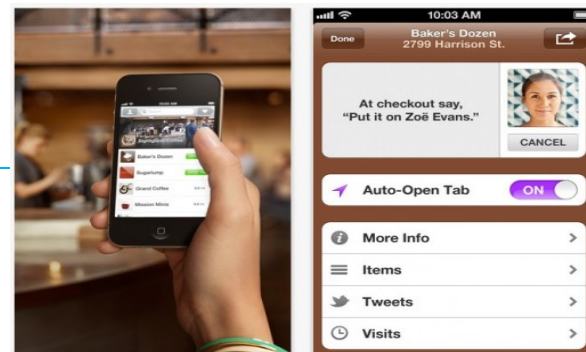 Baker's Dozen
Sugarlump
Grand Coffee
Mission Minis
10:03 AM
Done
Baker's Dozen
2799 Harrison St.
At checkout say,
“Put it on Zoë Evans.”
CANCEL
Auto-Open Tab
ON
More Info
Items
Tweets
Visits